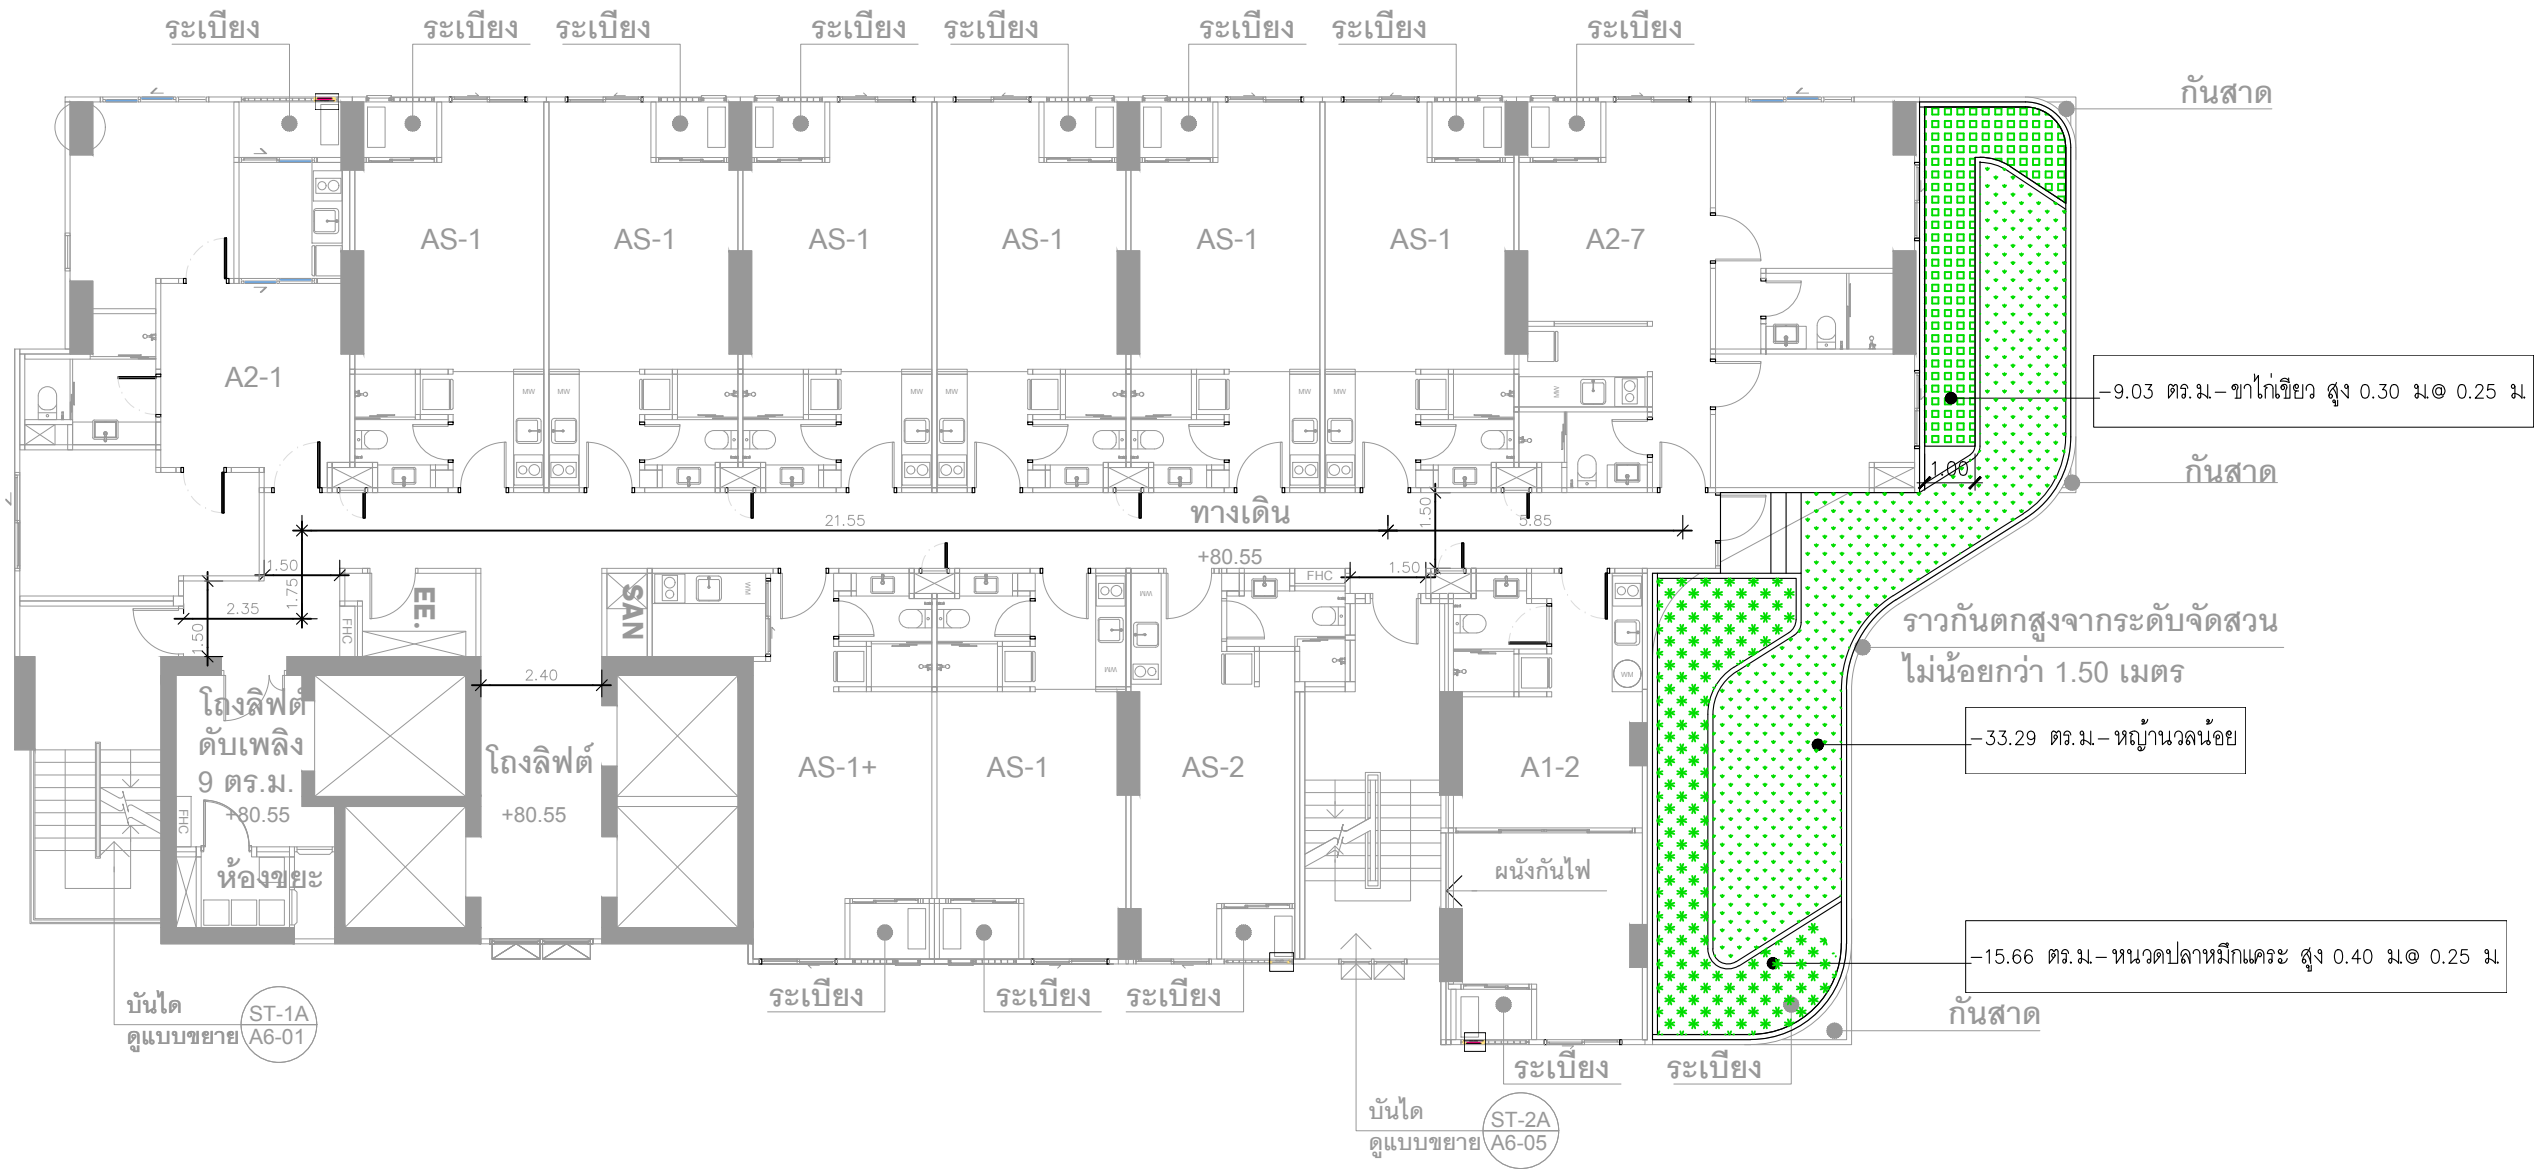 ระเบียง ระเบียง ระเบียง ระเบียง ระเบียง ระเบียง ระเบียง ระเบียง
กันสาด
AS-1 AS-1 AS-1 AS-1 AS-1 AS-1 A2-7
A2-1
MW MW MW MW MW MW MW
-9.03 ตร.ม.-ขาไก่เขียว สูง 0.30 ม@ 0.25 ม
1.00
กันสาด
21.55 ทางเดิน 1.50 5.85
+80.55
1.50 1.75 EE. SAN WM WM FHC 1.50
2.35 FHC
1.50
ราวกันตกสูงจากระดับจัดสวน
ไม่น้อยกว่า 1.50 เมตร
2.40 WM WM
โถงลิฟต์
ดับเพลิง
9 ตร.ม.
+80.55
FHC
โถงลิฟต์
+80.55
-33.29 ตร.ม.-หญ้านวลน้อย
AS-1+ AS-1 AS-2 A1-2
ห้องขยะ
ผนังกันไฟ
-15.66 ตร.ม.-หนวดปลาหมึกแคระ สูง 0.40 ม@ 0.25 ม
ระเบียง ระเบียง ระเบียง
กันสาด
บันได
ดูแบบขยาย
ST-1A
A6-01
ระเบียง ระเบียง
บันได
ดูแบบขยาย
ST-2A
A6-05